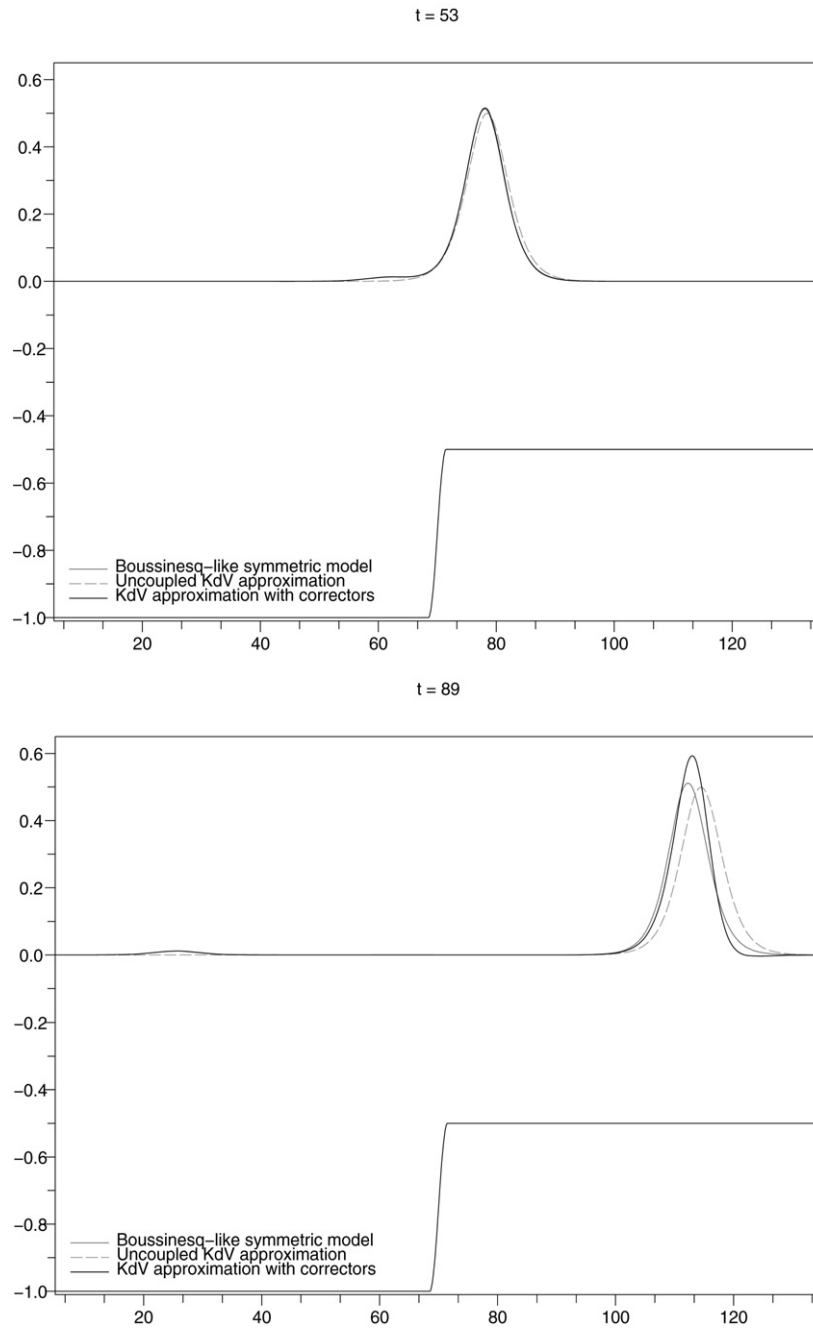 t = 53
0.6
0.4
0.2
0.0
−0.2
−0.4
−0.6
−0.8
−1.0
Boussinesq−like symmetric model
Uncoupled KdV approximation
KdV approximation with correctors
20 40 60 80 100 120
t = 89
0.6
0.4
0.2
0.0
−0.2
−0.4
−0.6
−0.8
−1.0
Boussinesq−like symmetric model
Uncoupled KdV approximation
KdV approximation with correctors
20 40 60 80 100 120